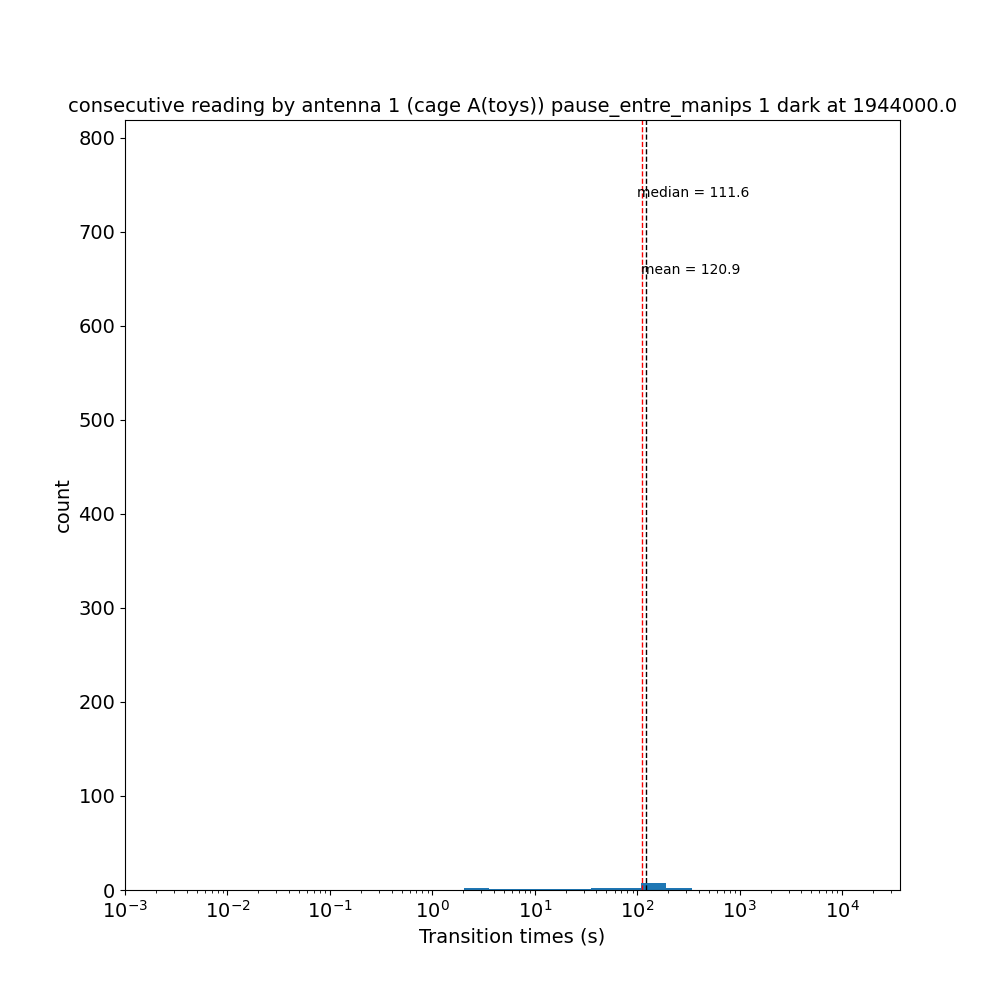 consecutive reading by antenna 1 (cage A(toys)) pause_entre_manips 1 dark at 1944000.0
800
median = 111.6
700
mean = 120.9
600
500
count
400
300
200
100
0
10⁻³ 10⁻² 10⁻¹ 10⁰ 10¹ 10² 10³ 10⁴
Transition times (s)